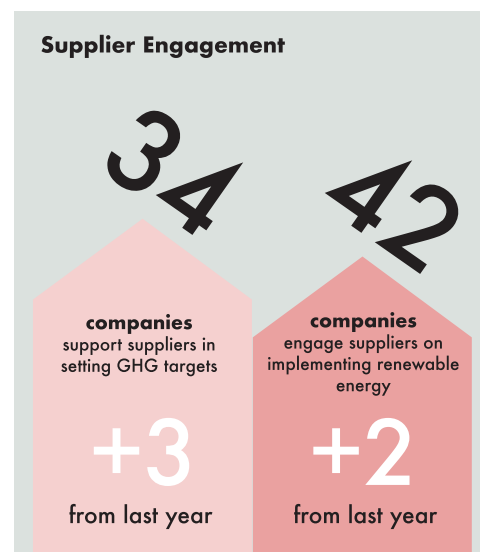 Supplier Engagement
34
companies
support suppliers in
setting GHG targets
+3
from last year
42
companies
engage suppliers on
implementing renewable
energy
+2
from last year